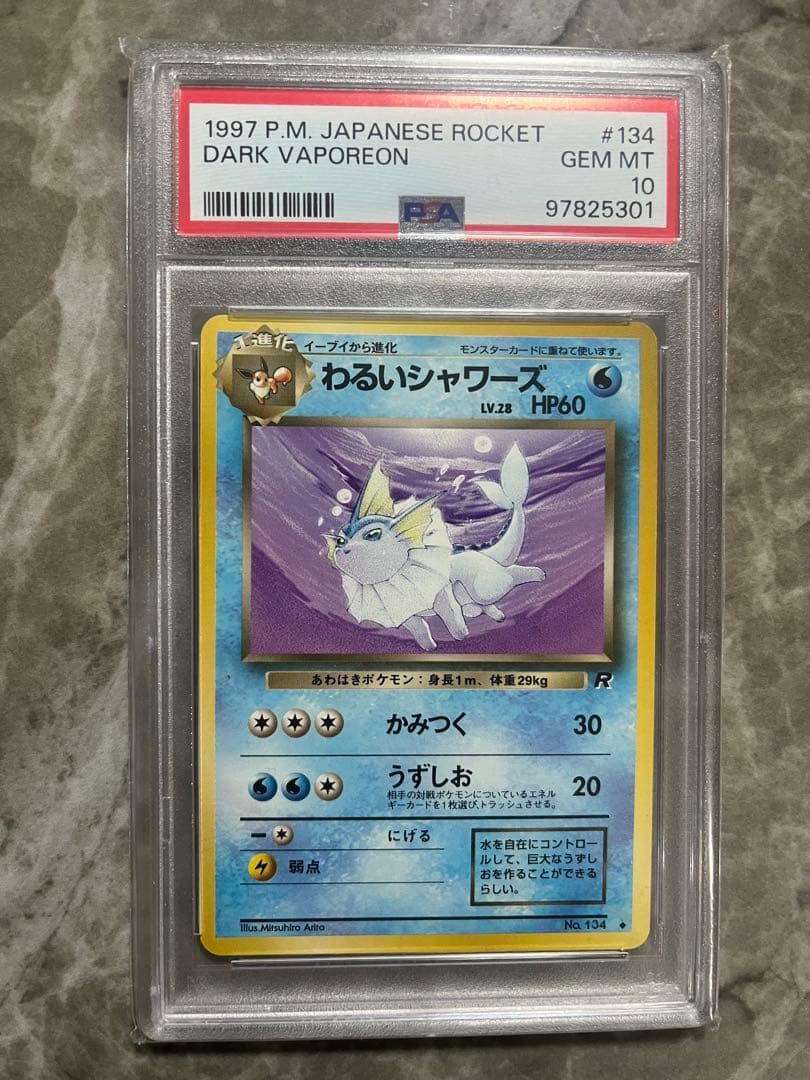 1997 P.M. JAPANESE ROCKET #134
DARK VAPOREON GEM MT
10
PSA 97825301
1進化 イーブイから進化 モンスターカードに重ねて使います。
わるいシャワーズ
LV.28 HP60
あわはきポケモン：身長1m、体重29kg R
かみつく 30
うずしお 20
相手の対戦ポケモンについているエネル
ギーカードを1枚選び、トラッシュさせる。
ー にげる
弱点
水を自在にコントロ
ールして、巨大なうずし
おを作ることができる
らしい。
Illus.Mitsuhiro Arita No. 134